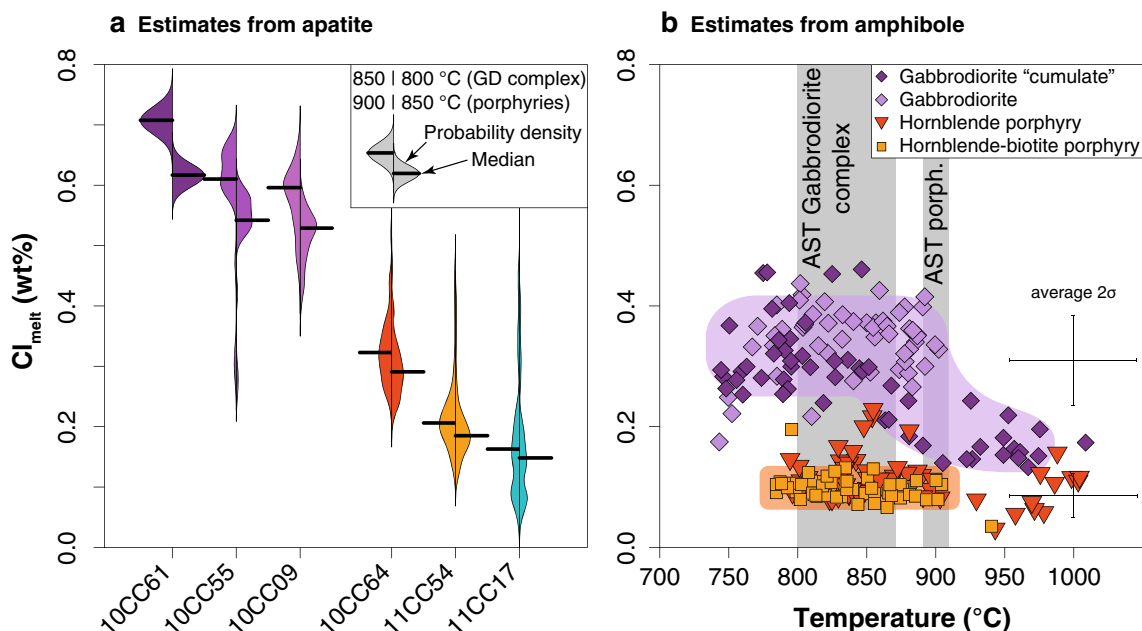 a Estimates from apatite
0.8
0.6
0.4
0.2
0.0
Clmelt (wt%)
850 | 800 °C (GD complex)
900 | 850 °C (porphyries)
Probability density
Median
10CC61
10CC55
10CC09
10CC64
11CC54
11CC17
b Estimates from amphibole
0.8
0.6
0.4
0.2
0.0
Gabbrodiorite “cumulate”
Gabbrodiorite
Hornblende porphyry
Hornblende-biotite porphyry
AST Gabbrodiorite
complex
AST porph.
average 2σ
700
750
800
850
900
950
1000
Temperature (°C)